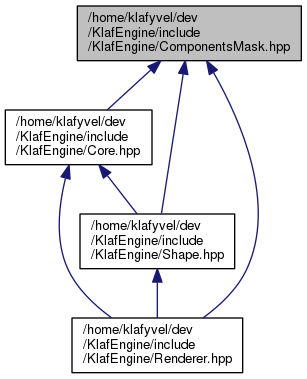 /home/klafyvel/dev
/KlafEngine/include
/KlafEngine/ComponentsMask.hpp
/home/klafyvel/dev
/KlafEngine/include
/KlafEngine/Core.hpp
/home/klafyvel/dev
/KlafEngine/include
/KlafEngine/Shape.hpp
/home/klafyvel/dev
/KlafEngine/include
/KlafEngine/Renderer.hpp